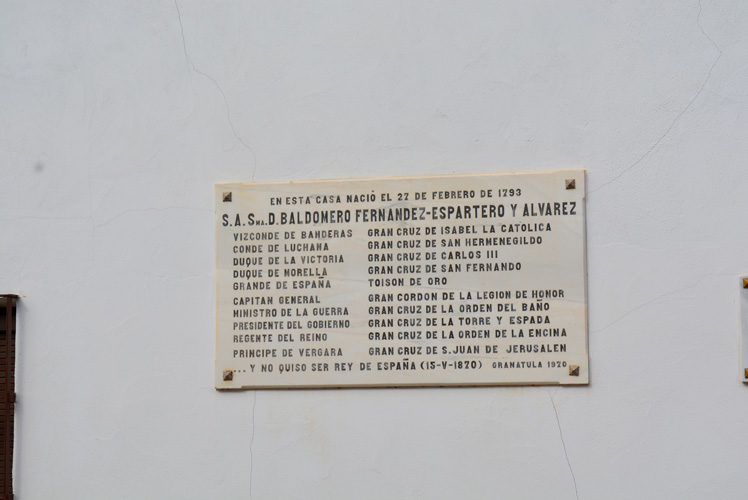 EN ESTA CASA NACIÓ EL 27 DE FEBRERO DE 1793
S.A.SMA.D.BALDOMERO FERNANDEZ-ESPARTERO Y ALVAREZ
VIZCONDE DE BANDERAS GRAN CRUZ DE ISABEL LA CATOLICA
CONDE DE LUCHANA GRAN CRUZ DE SAN HERMENEGILDO
DUQUE DE LA VICTORIA GRAN CRUZ DE CARLOS III
DUQUE DE MORELLA GRAN CRUZ DE SAN FERNANDO
GRANDE DE ESPAÑA TOISON DE ORO
CAPITAN GENERAL GRAN CORDON DE LA LEGION DE HONOR
MINISTRO DE LA GUERRA GRAN CRUZ DE LA ORDEN DEL BAÑO
PRESIDENTE DEL GOBIERNO GRAN CRUZ DE LA TORRE Y ESPADA
REGENTE DEL REINO GRAN CRUZ DE LA ORDEN DE LA ENCINA
PRINCIPE DE VERGARA GRAN CRUZ DE S.JUAN DE JERUSALEN
... Y NO QUISO SER REY DE ESPAÑA (15-V-1870) GRANATULA 1970